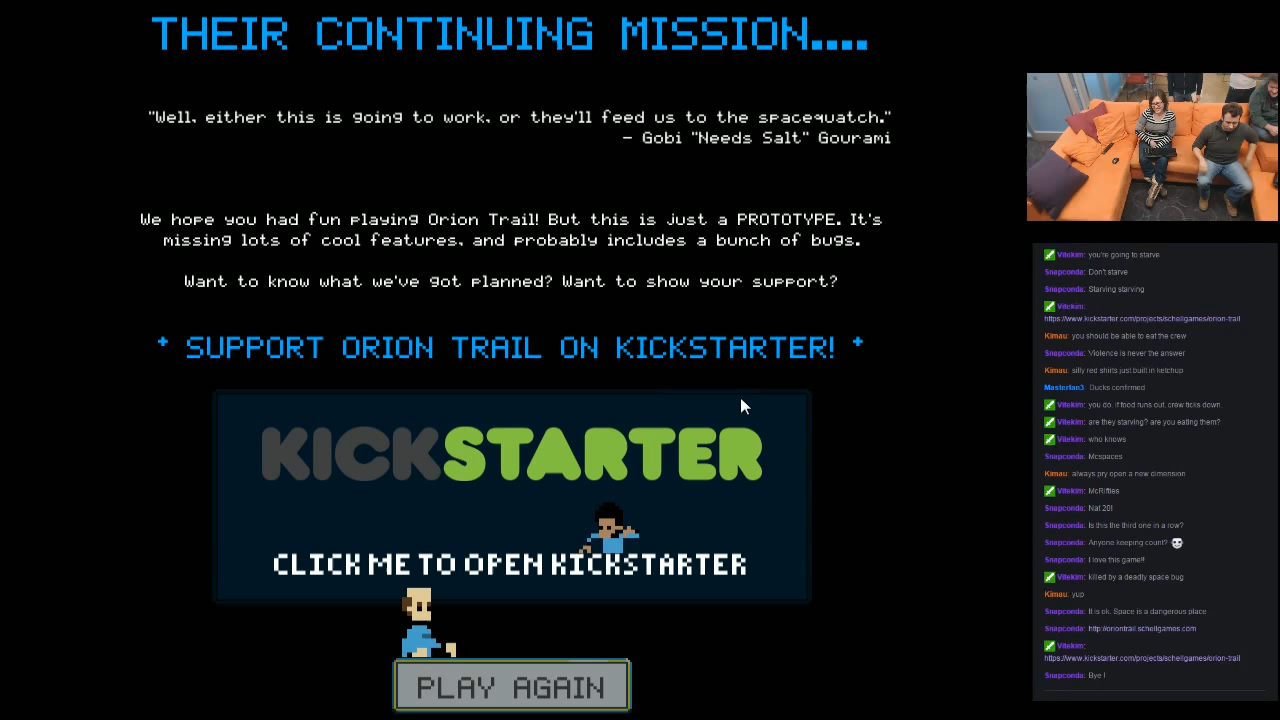 THEIR CONTINUING MISSION....
"Well, either this is going to work, or they'll feed us to the spacequatch."
- Gobi "Needs Salt" Gourami
We hope you had fun playing Orion Trail! But this is just a PROTOTYPE. It's
missing lots of cool features, and probably includes a bunch of bugs.
Want to know what we've got planned? Want to show your support?
* SUPPORT ORION TRAIL ON KICKSTARTER! *
KICKSTARTER
CLICK ME TO OPEN KICKSTARTER
PLAY AGAIN
Vitekim: you're going to starve
Snapconda: Don't starve
Snapconda: Starving starving
Vitekim:
https://www.kickstarter.com/projects/schellgames/orion-trail
Kimau: you should be able to eat the crew
Snapconda: Violence is never the answer
Kimau: silly red shirts just built in ketchup
Masterfan3: Ducks confirmed
Vitekim: you do. if food runs out, crew ticks down.
Vitekim: are they starving? are you eating them?
Vitekim: who knows
Snapconda: Mcspaces
Kimau: always pry open a new dimension
Vitekim: McRifties
Snapconda: Nat 20!
Snapconda: Is this the third one in a row?
Snapconda: Anyone keeping count?
Snapconda: I love this game!!
Vitekim: killed by a deadly space bug
Kimau: yup
Snapconda: It is ok. Space is a dangerous place
Snapconda: http://oriontrail.schellgames.com
Vitekim:
https://www.kickstarter.com/projects/schellgames/orion-trail
Snapconda: Bye !